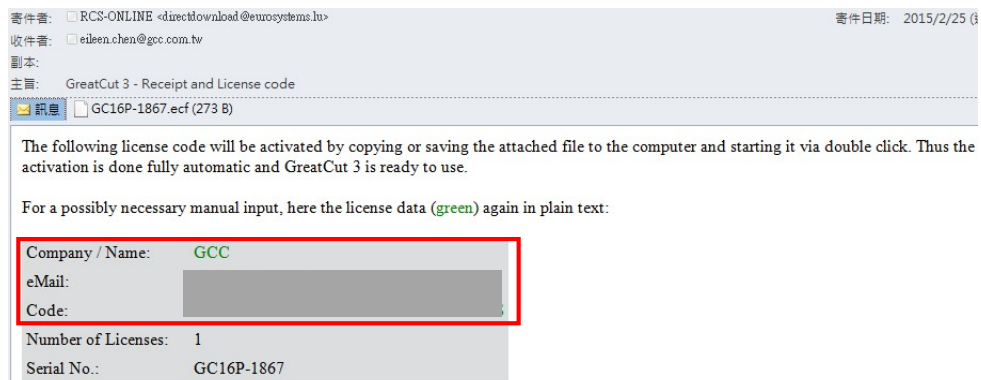 寄件者: RCS-ONLINE <directdownload@eurosystems.lu> 寄件日期: 2015/2/25
收件者: eileen.chen@gcc.com.tw
副本:
主旨: GreatCut 3 - Receipt and License code
訊息 GC16P-1867.ecf (273 B)
The following license code will be activated by copying or saving the attached file to the computer and starting it via double click. Thus the
activation is done fully automatic and GreatCut 3 is ready to use.
For a possibly necessary manual input, here the license data (green) again in plain text:
Company / Name: GCC
eMail:
Code:
Number of Licenses: 1
Serial No.: GC16P-1867